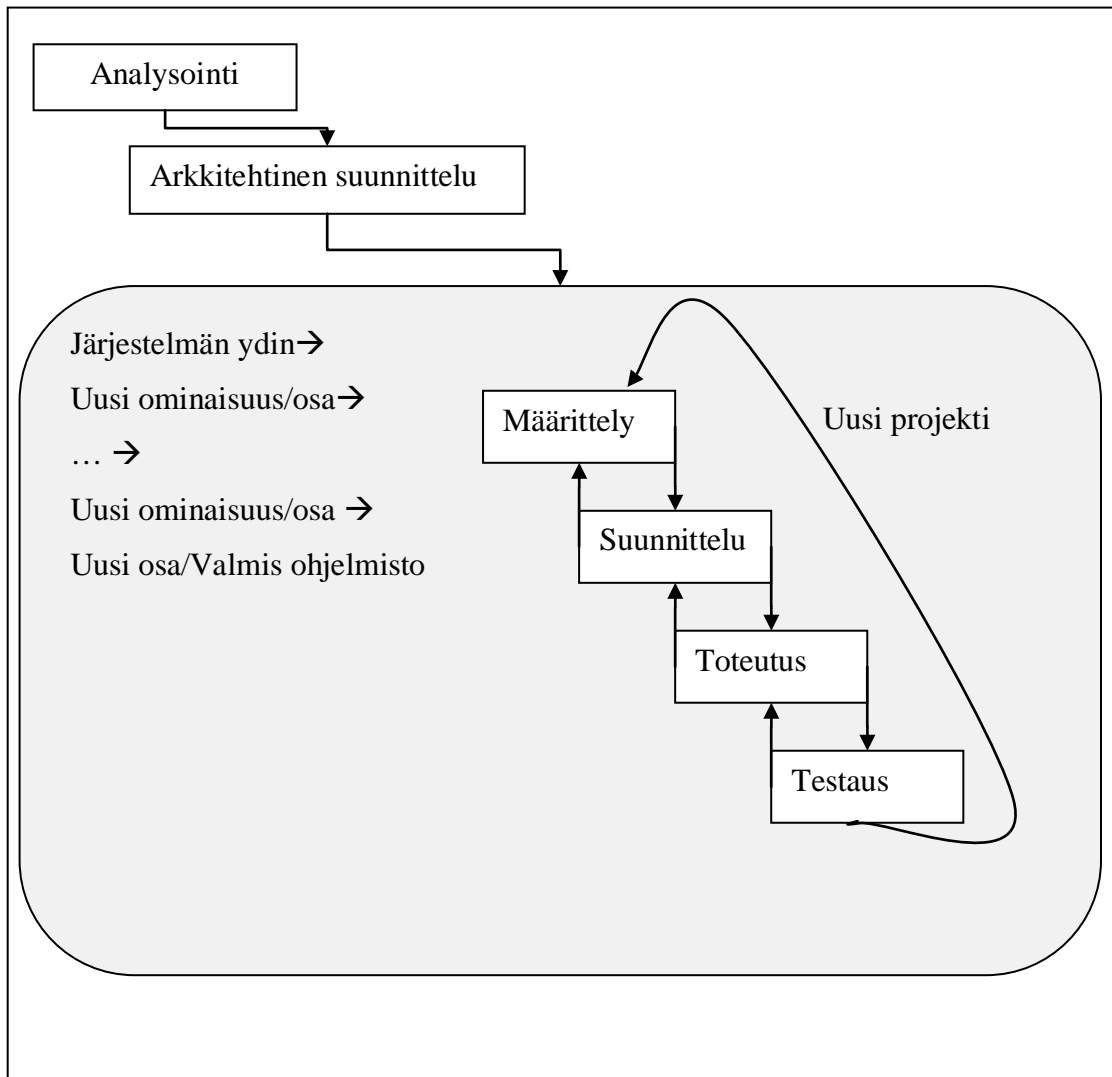 Analysointi
Arkkitehtinen suunnittelu
Järjestelmän ydin→
Uusi ominaisuus/osa→
… →
Uusi ominaisuus/osa →
Uusi osa/Valmis ohjelmisto
Määrittely
Uusi projekti
Suunnittelu
Toteutus
Testaus